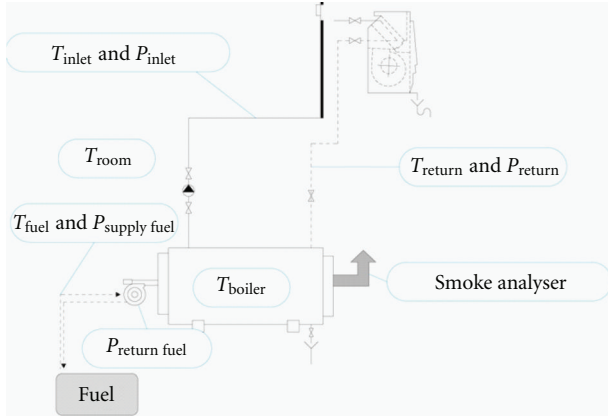 T_inlet and P_inlet
T_room
T_return and P_return
T_fuel and P_supply fuel
T_boiler
Smoke analyser
P_return fuel
Fuel